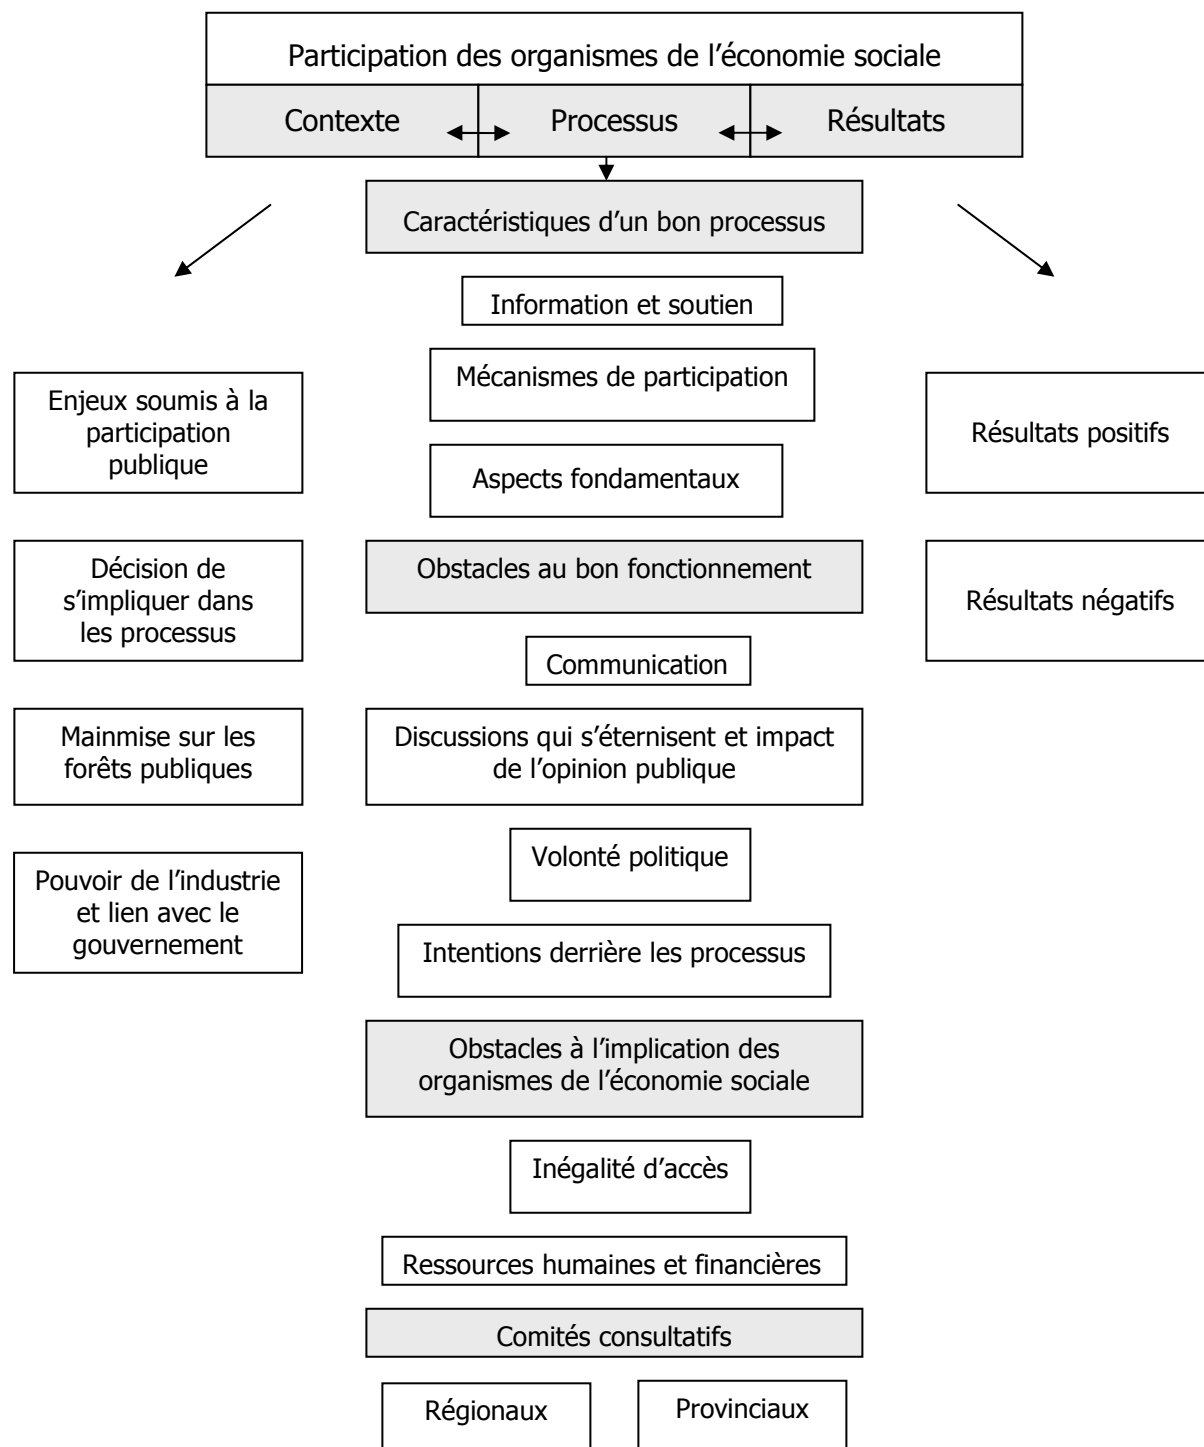 Participation des organismes de l’économie sociale
Contexte
Processus
Résultats
Caractéristiques d’un bon processus
Information et soutien
Mécanismes de participation
Aspects fondamentaux
Enjeux soumis à la
participation
publique
Décision de
s’impliquer dans
les processus
Mainmise sur les
forêts publiques
Pouvoir de l’industrie
et lien avec le
gouvernement
Obstacles au bon fonctionnement
Communication
Discussions qui s’éternisent et impact
de l’opinion publique
Volonté politique
Intentions derrière les processus
Obstacles à l’implication des
organismes de l’économie sociale
Inégalité d’accès
Ressources humaines et financières
Comités consultatifs
Régionaux
Provinciaux
Résultats positifs
Résultats négatifs